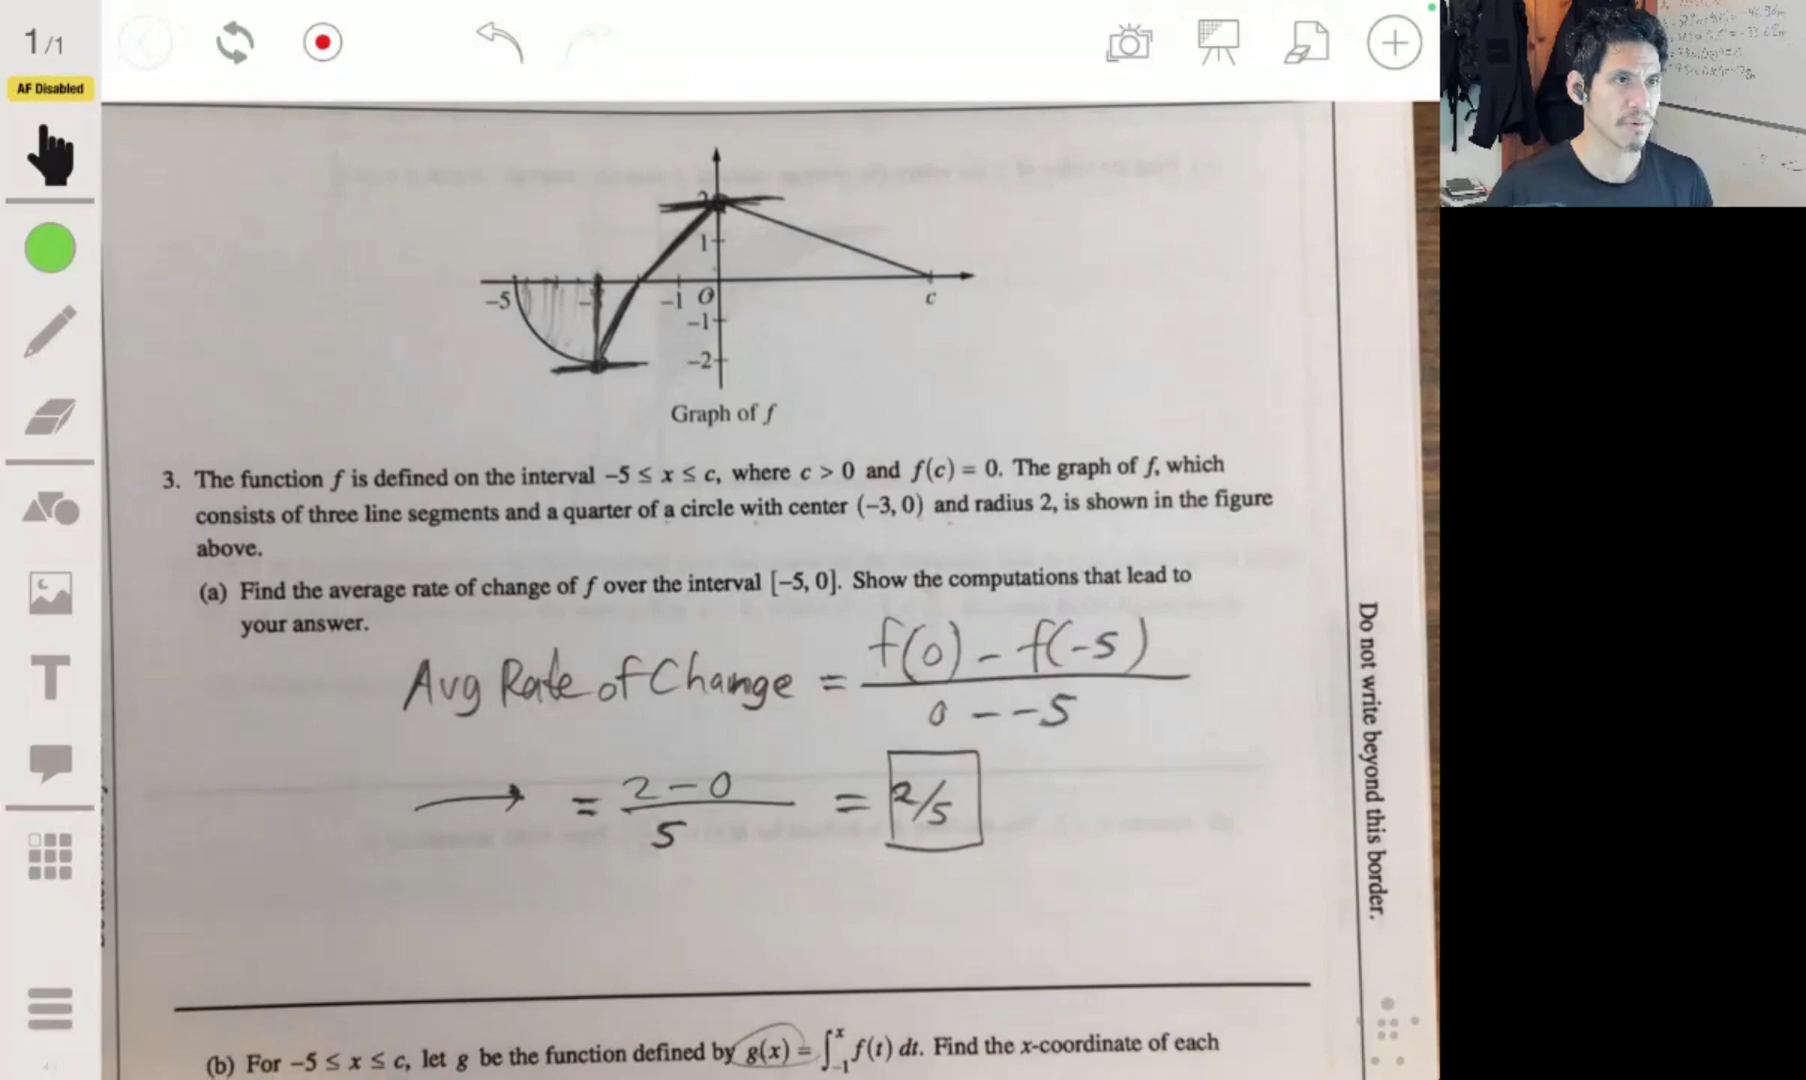 1/1
AF Disabled
2
1
-5
-1
O
c
-1
-2
Graph of f
3. The function f is defined on the interval −5 ≤ x ≤ c, where c > 0 and f(c) = 0. The graph of f, which
consists of three line segments and a quarter of a circle with center (−3, 0) and radius 2, is shown in the figure
above.
(a) Find the average rate of change of f over the interval [−5, 0]. Show the computations that lead to
your answer.
Avg Rate of Change = f(0) - f(-5) / 0 - -5
→ = 2-0 / 5 = 2/5
(b) For −5 ≤ x ≤ c, let g be the function defined by g(x) = ∫_{-1}^{x} f(t) dt. Find the x-coordinate of each
Do not write beyond this border.
T